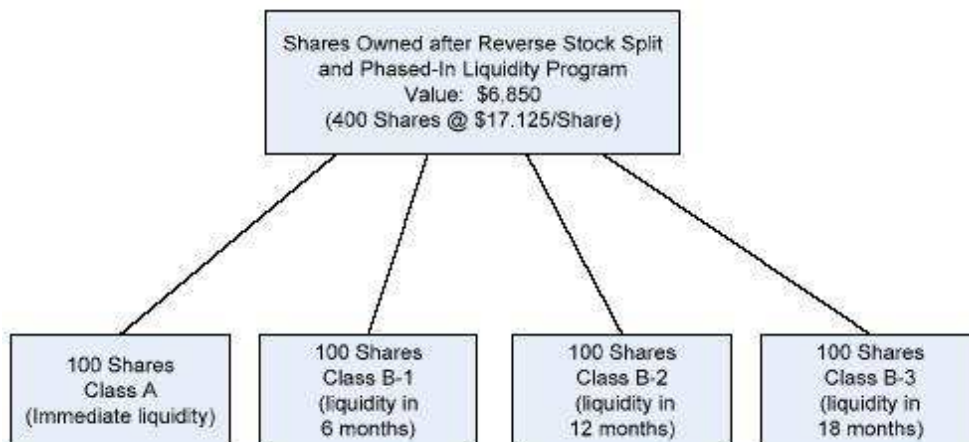 Shares Owned after Reverse Stock Split
and Phased-In Liquidity Program
Value: $6,850
(400 Shares @ $17.125/Share)
100 Shares
Class A
(Immediate liquidity)
100 Shares
Class B-1
(liquidity in
6 months)
100 Shares
Class B-2
(liquidity in
12 months)
100 Shares
Class B-3
(liquidity in
18 months)